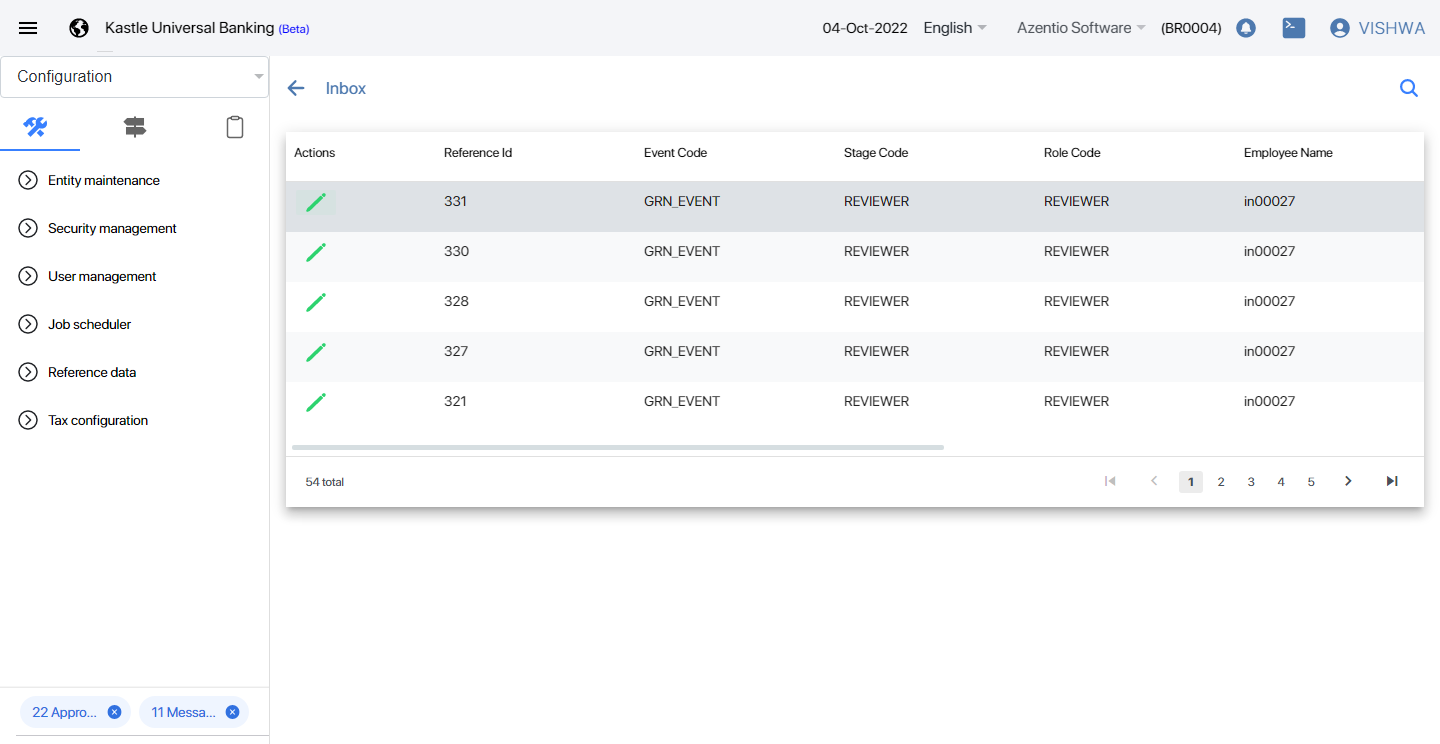 Kastle Universal Banking (Beta) 04-Oct-2022 English Azentio Software (BR0004) VISHWA
Configuration
Inbox
Entity maintenance
Security management
User management
Job scheduler
Reference data
Tax configuration
Actions Reference Id Event Code Stage Code Role Code Employee Name
331 GRN_EVENT REVIEWER REVIEWER in00027
330 GRN_EVENT REVIEWER REVIEWER in00027
328 GRN_EVENT REVIEWER REVIEWER in00027
327 GRN_EVENT REVIEWER REVIEWER in00027
321 GRN_EVENT REVIEWER REVIEWER in00027
54 total 1 2 3 4 5
22 Appro... 11 Messa...